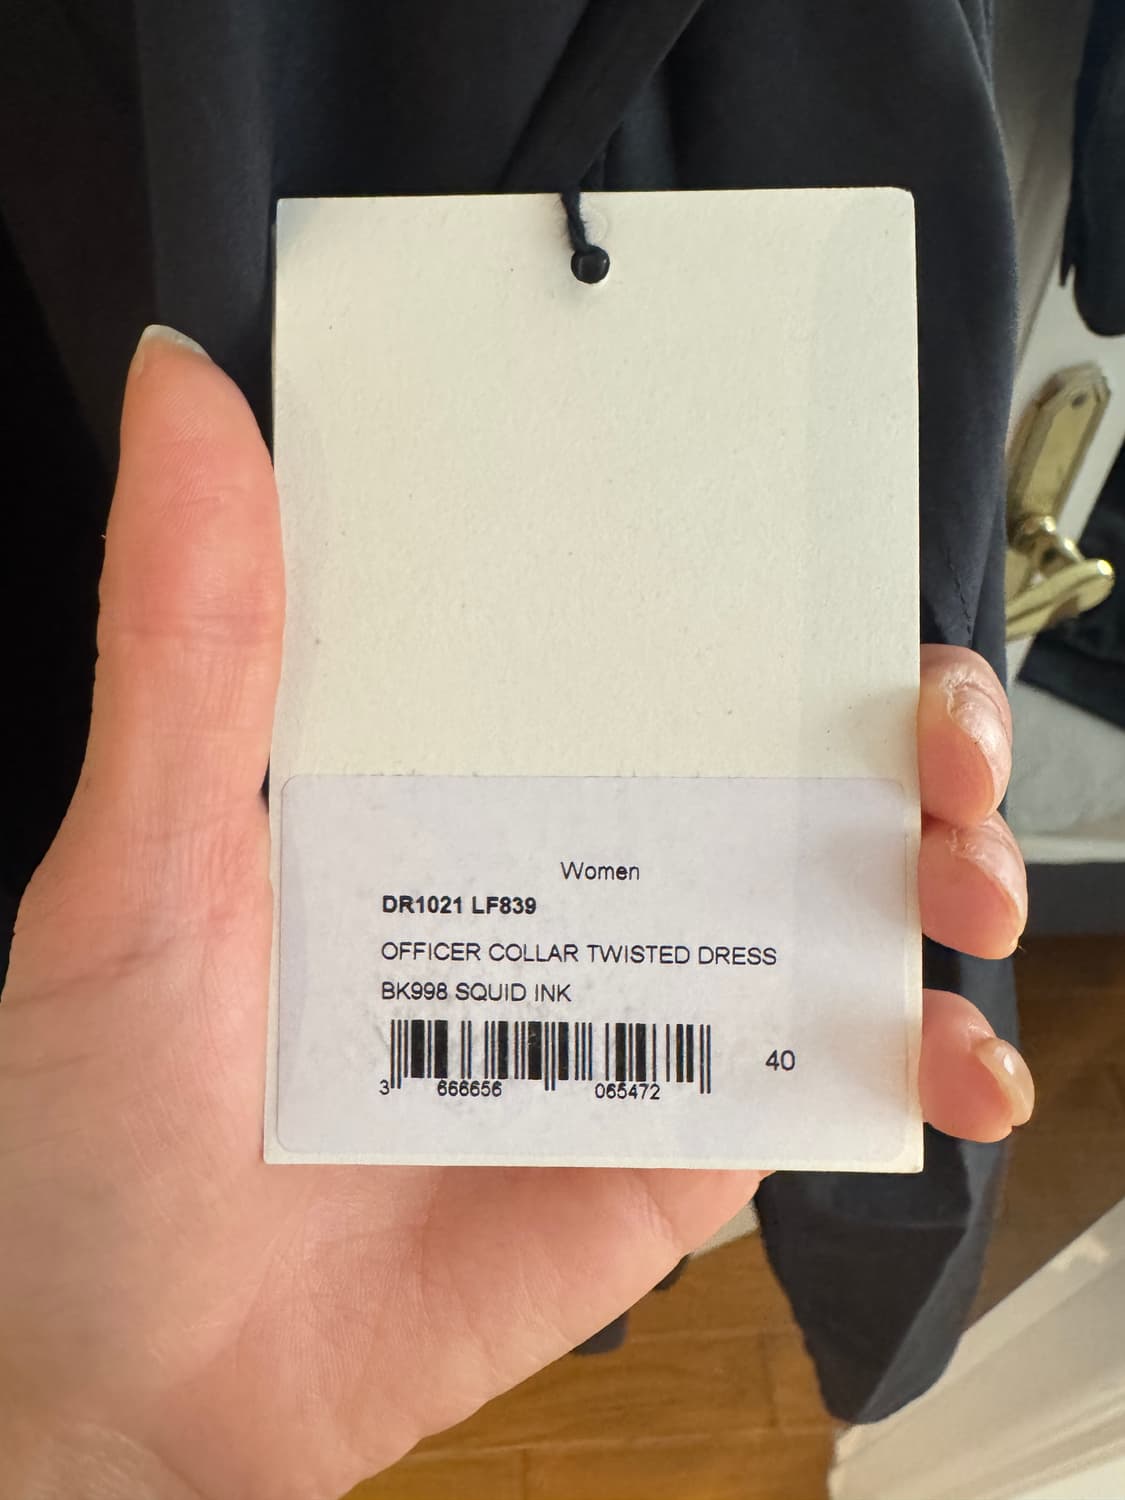 Women
DR1021 LF839
OFFICER COLLAR TWISTED DRESS
BK998 SQUID INK
40
3 666656 065472